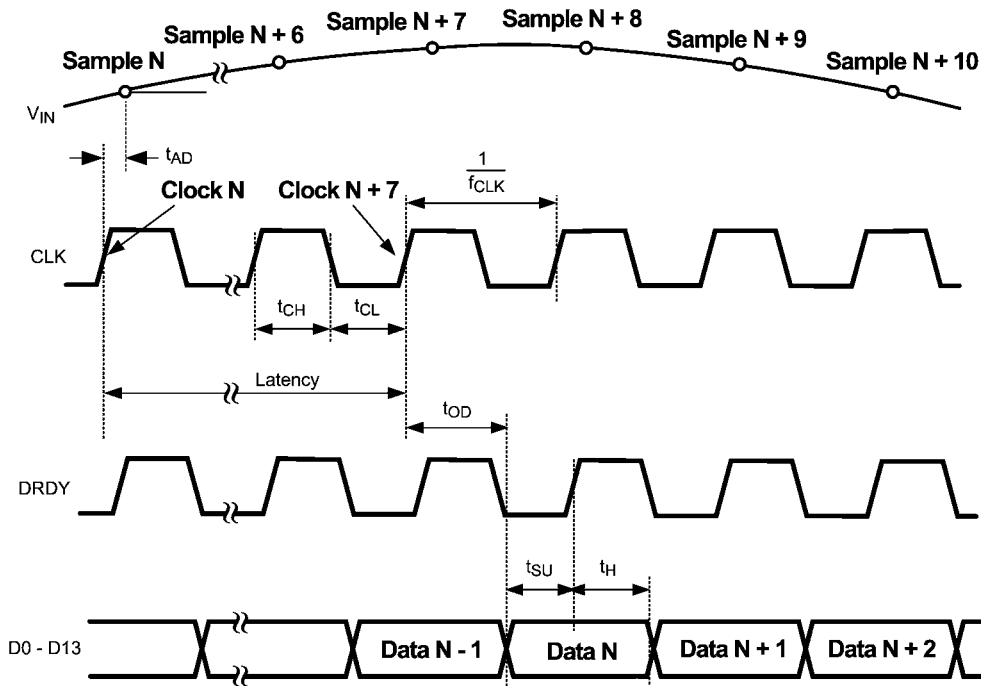 Sample N
Sample N + 6
Sample N + 7
Sample N + 8
Sample N + 9
Sample N + 10
VIN
tAD
Clock N
Clock N + 7
1
fCLK
CLK
tCH
tCL
Latency
tOD
DRDY
tSU
tH
D0 - D13
Data N - 1
Data N
Data N + 1
Data N + 2